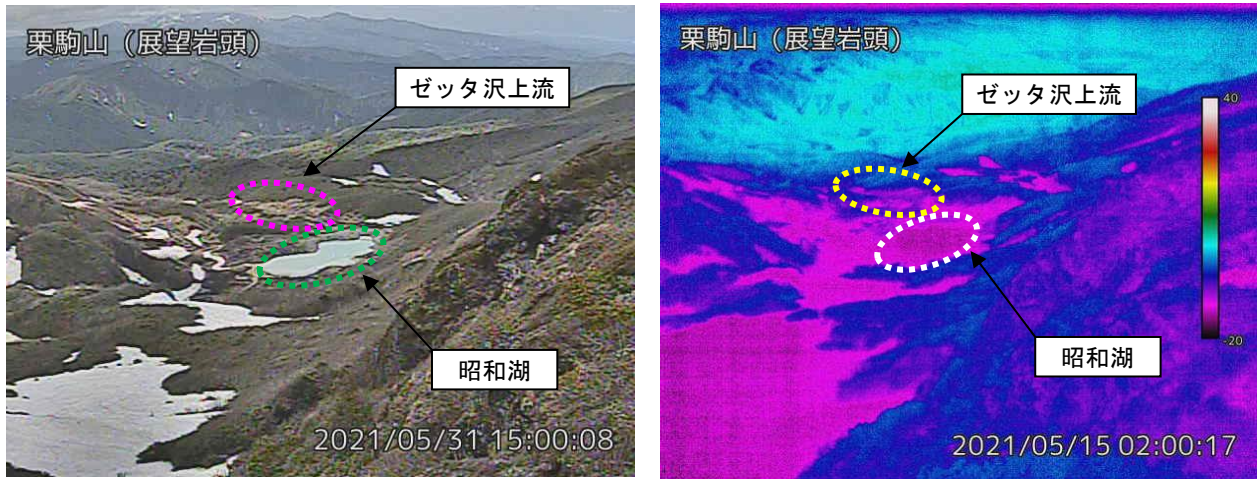 栗駒山（展望岩頭）
ゼッタ沢上流
昭和湖
2021/05/31 15:00:08
栗駒山（展望岩頭）
ゼッタ沢上流
40
-20
昭和湖
2021/05/15 02:00:17